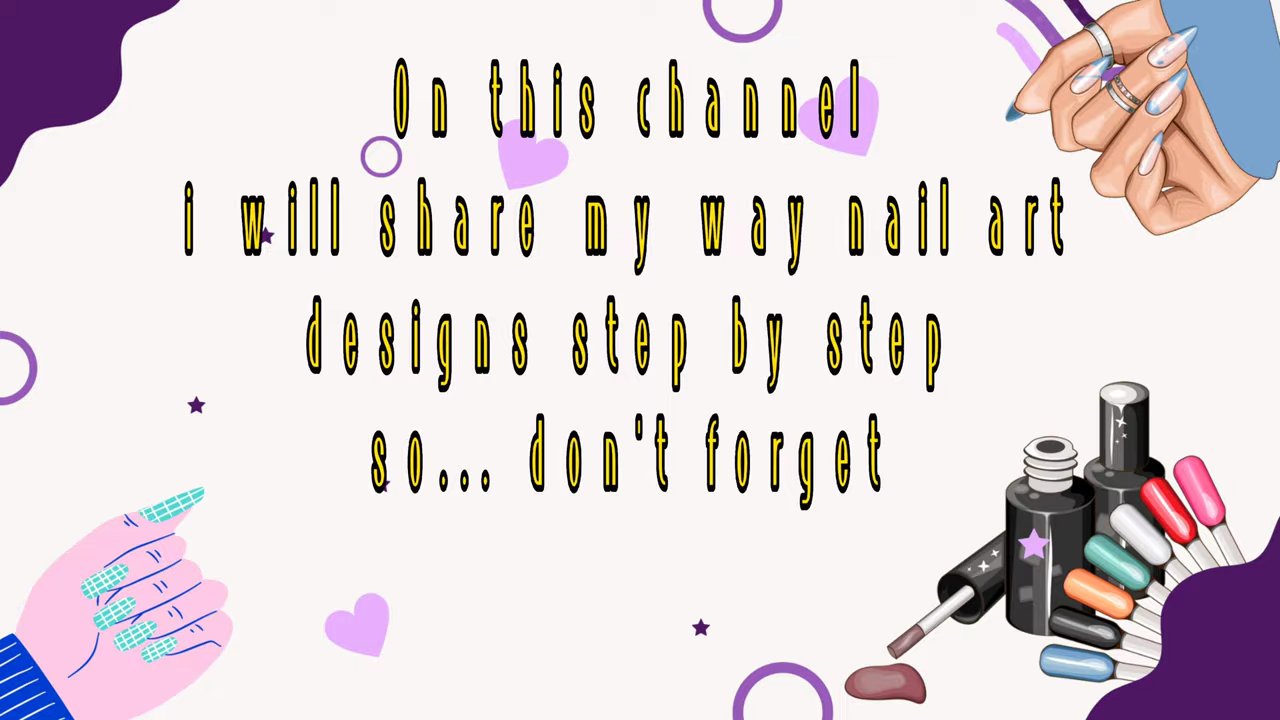 On this channel
i will share my way nail art
designs step by step
so... don't forget